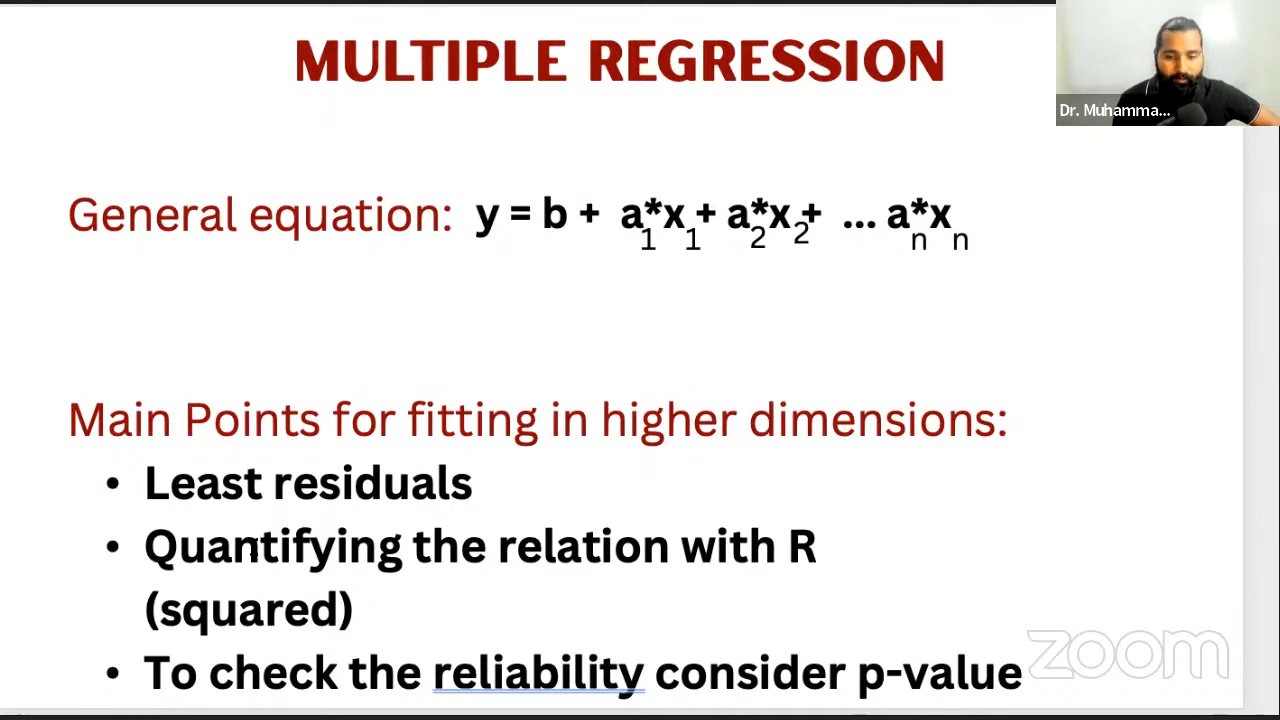 MULTIPLE REGRESSION
Dr. Muhamma...
General equation: y = b + a₁*x₁+ a₂*x₂+ ... aₙ*xₙ
Main Points for fitting in higher dimensions:
• Least residuals
• Quantifying the relation with R
(squared)
• To check the reliability consider p-value
zoom